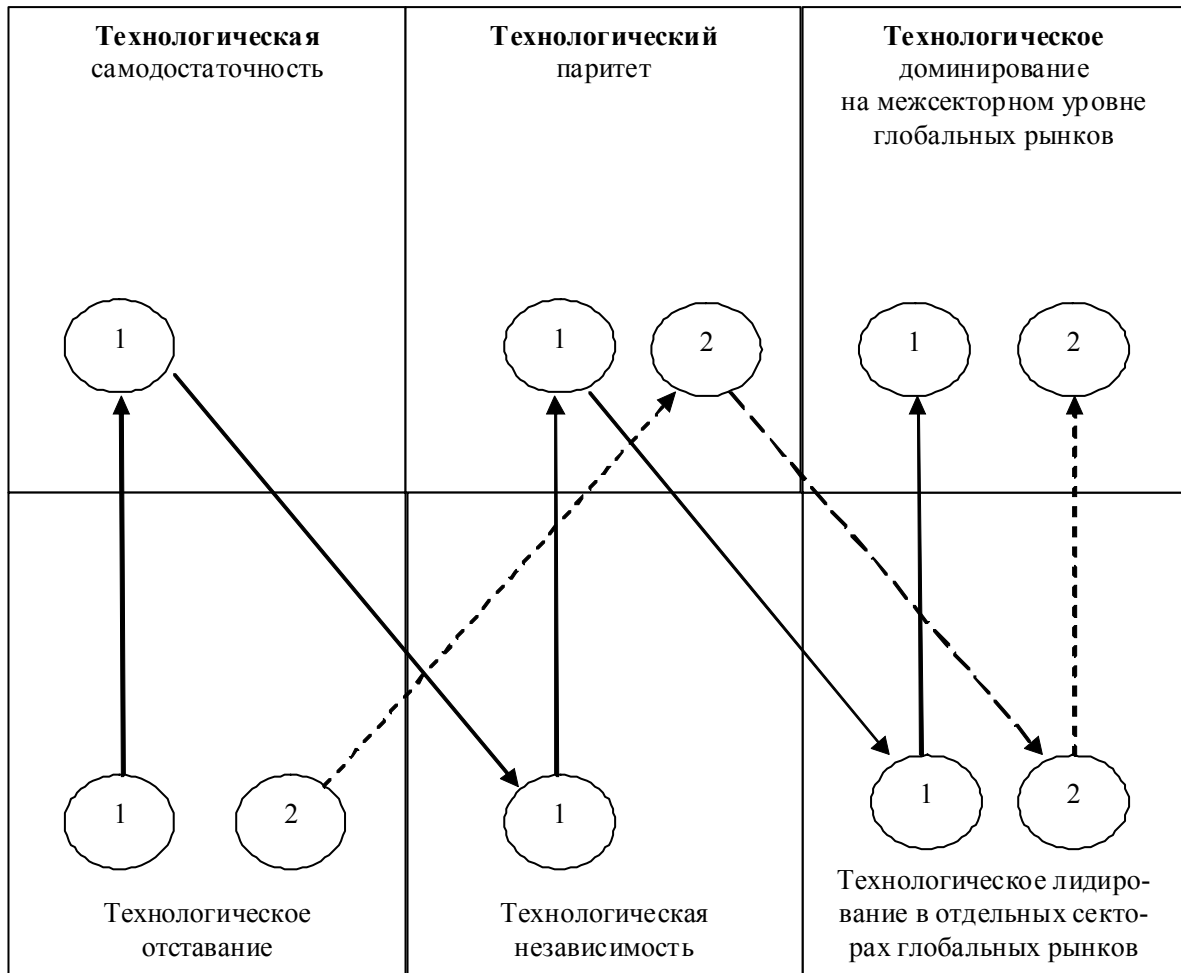 Технологическая
самодостаточность
Технологический
паритет
Технологическое
доминирование
на межсекторном уровне
глобальных рынков
1
1
2
1
2
1
2
1
1
2
Технологическое
отставание
Технологическая
независимость
Технологическое лидиро-
вание в отдельных секто-
рах глобальных рынков